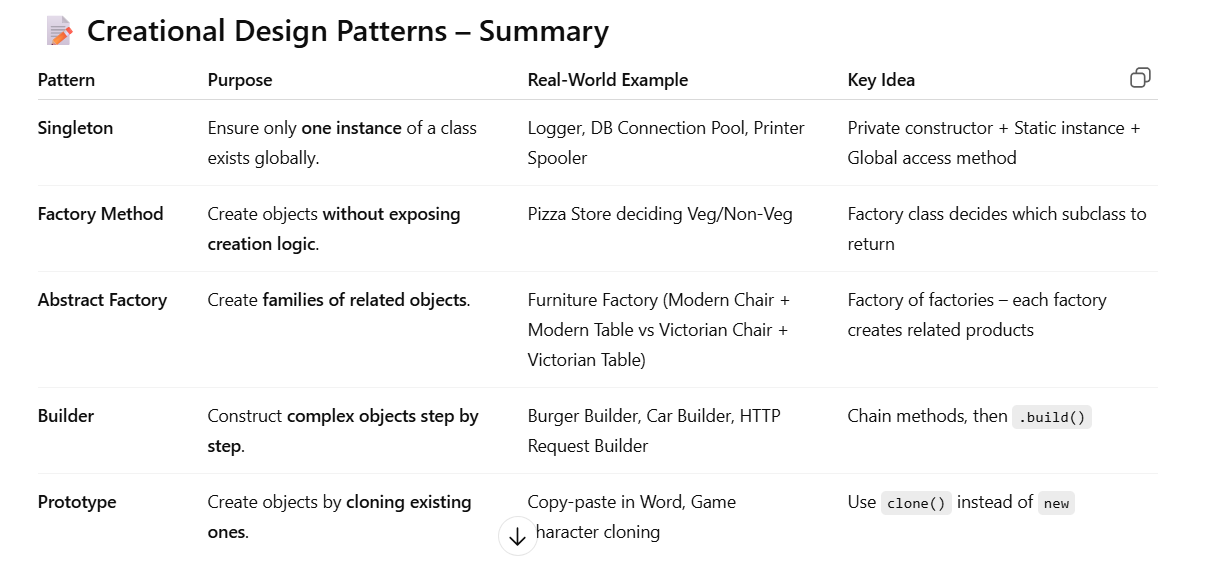 Creational Design Patterns – Summary
Pattern Purpose Real-World Example Key Idea
Singleton Ensure only one instance of a class Logger, DB Connection Pool, Printer Private constructor + Static instance +
exists globally. Spooler Global access method
Factory Method Create objects without exposing Pizza Store deciding Veg/Non-Veg Factory class decides which subclass to
creation logic. return
Abstract Factory Create families of related objects. Furniture Factory (Modern Chair + Factory of factories – each factory
Modern Table vs Victorian Chair + creates related products
Victorian Table)
Builder Construct complex objects step by Burger Builder, Car Builder, HTTP Chain methods, then .build()
step. Request Builder
Prototype Create objects by cloning existing Copy-paste in Word, Game Use clone() instead of new
ones. haracter cloning